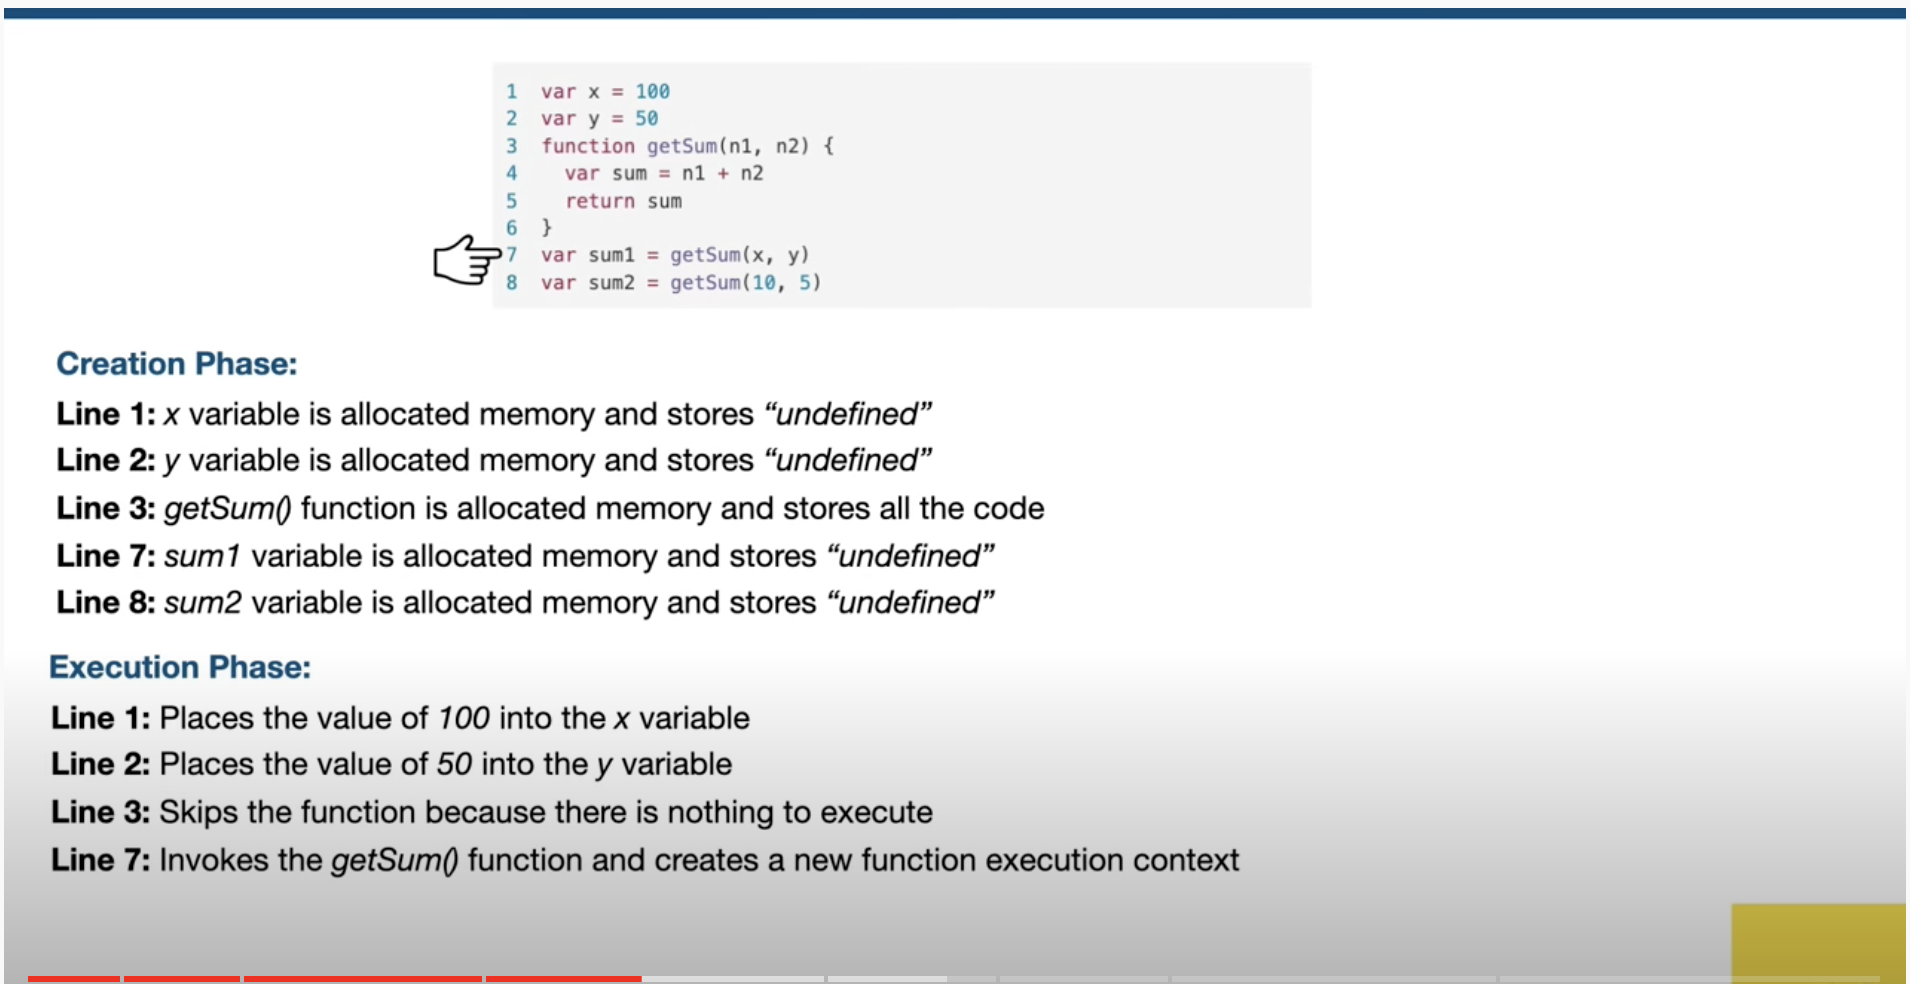 1 var x = 100
2 var y = 50
3 function getSum(n1, n2) {
4 var sum = n1 + n2
5 return sum
6 }
7 var sum1 = getSum(x, y)
8 var sum2 = getSum(10, 5)
Creation Phase:
Line 1: x variable is allocated memory and stores “undefined”
Line 2: y variable is allocated memory and stores “undefined”
Line 3: getSum() function is allocated memory and stores all the code
Line 7: sum1 variable is allocated memory and stores “undefined”
Line 8: sum2 variable is allocated memory and stores “undefined”
Execution Phase:
Line 1: Places the value of 100 into the x variable
Line 2: Places the value of 50 into the y variable
Line 3: Skips the function because there is nothing to execute
Line 7: Invokes the getSum() function and creates a new function execution context